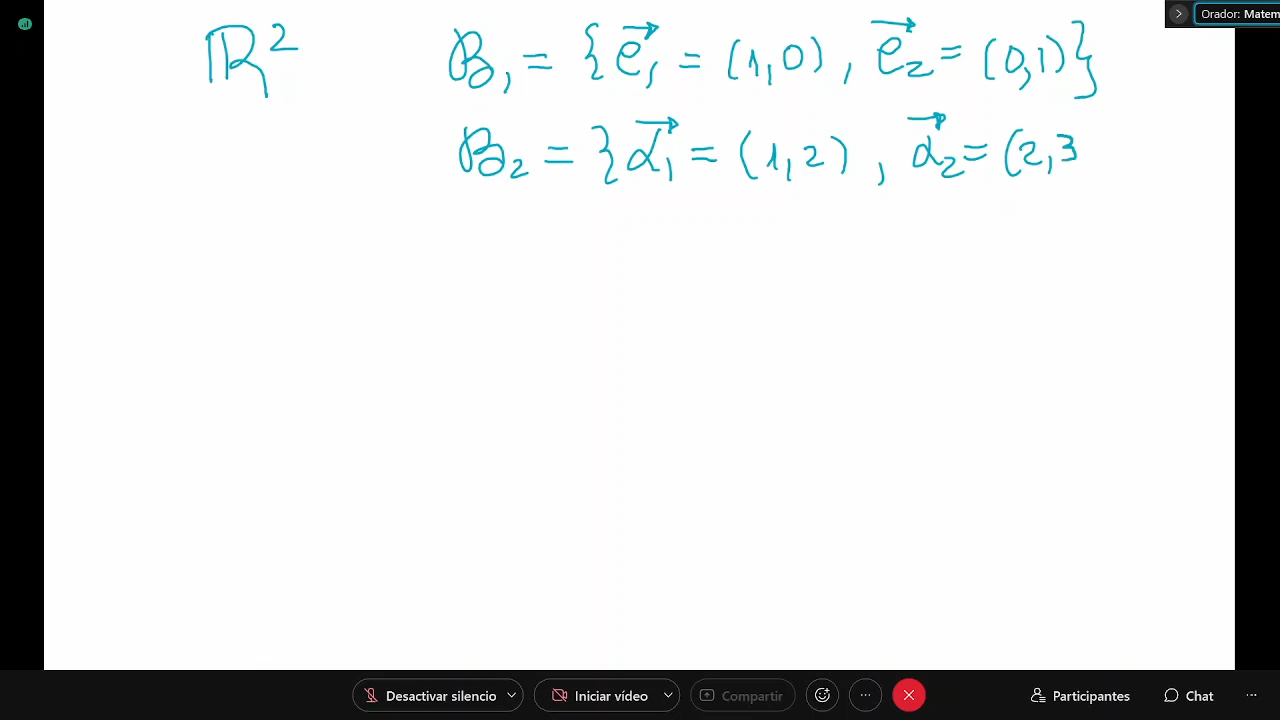 Orador: Matem
ℝ² B₁ = {e⃗₁ = (1,0), e⃗₂ = (0,1)}
B₂ = {α⃗₁ = (1,2), α⃗₂ = (2,3
Desactivar silencio Iniciar vídeo Compartir Participantes Chat